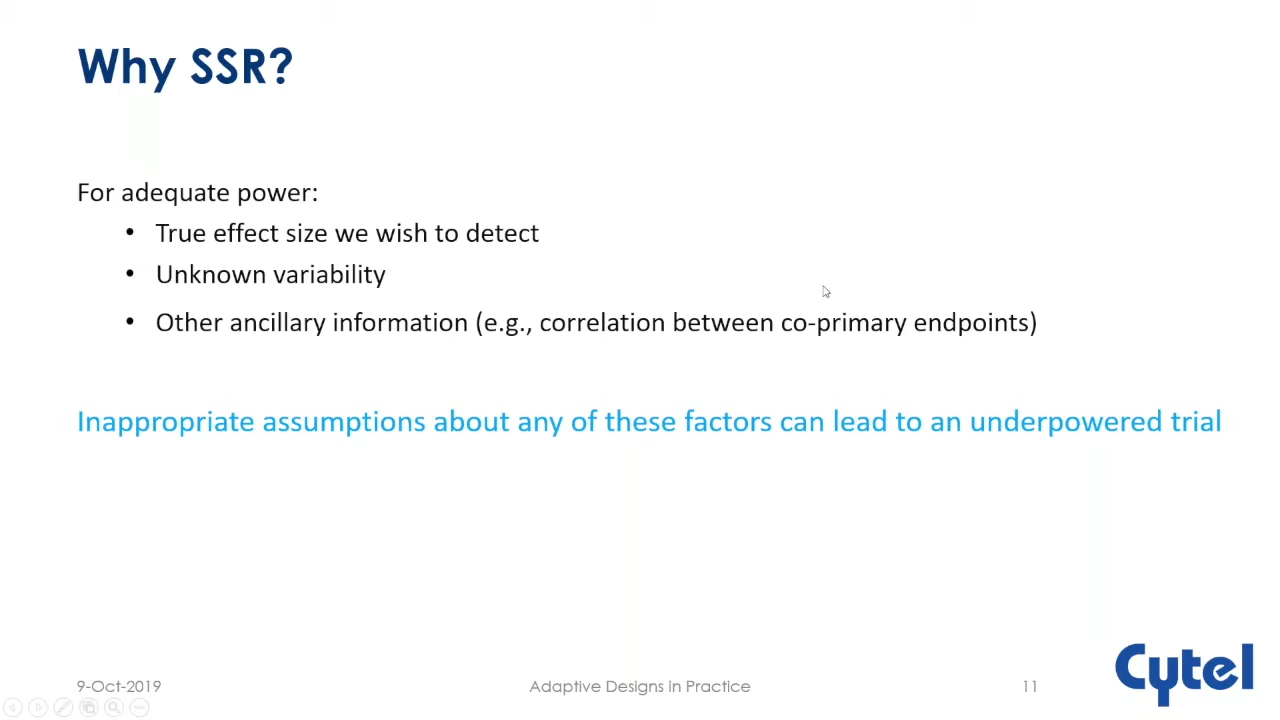 Why SSR?
For adequate power:
• True effect size we wish to detect
• Unknown variability
• Other ancillary information (e.g., correlation between co-primary endpoints)
Inappropriate assumptions about any of these factors can lead to an underpowered trial
9-Oct-2019
Adaptive Designs in Practice
11
Cytel